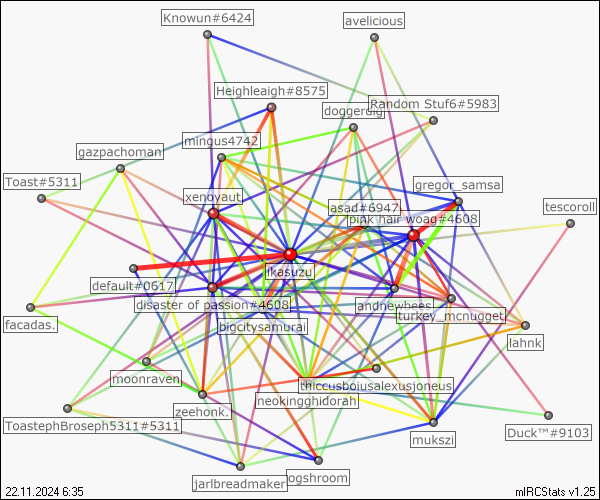 Knowun#6424
avelicious
Heighleaigh#8575
doggerdig
Random Stuf6#5983
mingus4742
gazpachoman
Toast#5311
gregor_samsa
xenoyaut
asad#6947
pink hair woag#4608
tescoroll
ikasuzu
default#0617
disaster of passion#4608
andnewbees
turkey_mcnugget
facadas.
bigcitysamurai
lahnk
moonraven
thiccusboiusalexusjoneus
neokingghidorah
zeehonk.
ToastephBroseph5311#5311
mukszi
Duck™#9103
ogshroom
jarlbreadmaker
22.11.2024 6:35
mIRCStats v1.25